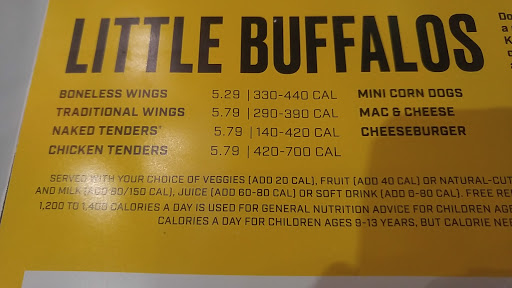 LITTLE BUFFALOS
BONELESS WINGS 5.29 | 330-440 CAL
TRADITIONAL WINGS 5.79 | 290-390 CAL
NAKED TENDERS 5.79 | 140-420 CAL
CHICKEN TENDERS 5.79 | 420-700 CAL
MINI CORN DOGS
MAC & CHEESE
CHEESEBURGER
Do
SERVED WITH YOUR CHOICE OF VEGGIES (ADD 20 CAL), FRUIT (ADD 40 CAL) OR NATURAL-CUT
AND MILK (ADD /150 CAL), JUICE (ADD 60-80 CAL) OR SOFT DRINK (ADD 0-80 CAL). FREE RE
1,200 TO 1,400 CALORIES A DAY IS USED FOR GENERAL NUTRITION ADVICE FOR CHILDREN AGE
CALORIES A DAY FOR CHILDREN AGES 9-13 YEARS, BUT CALORIE NEE